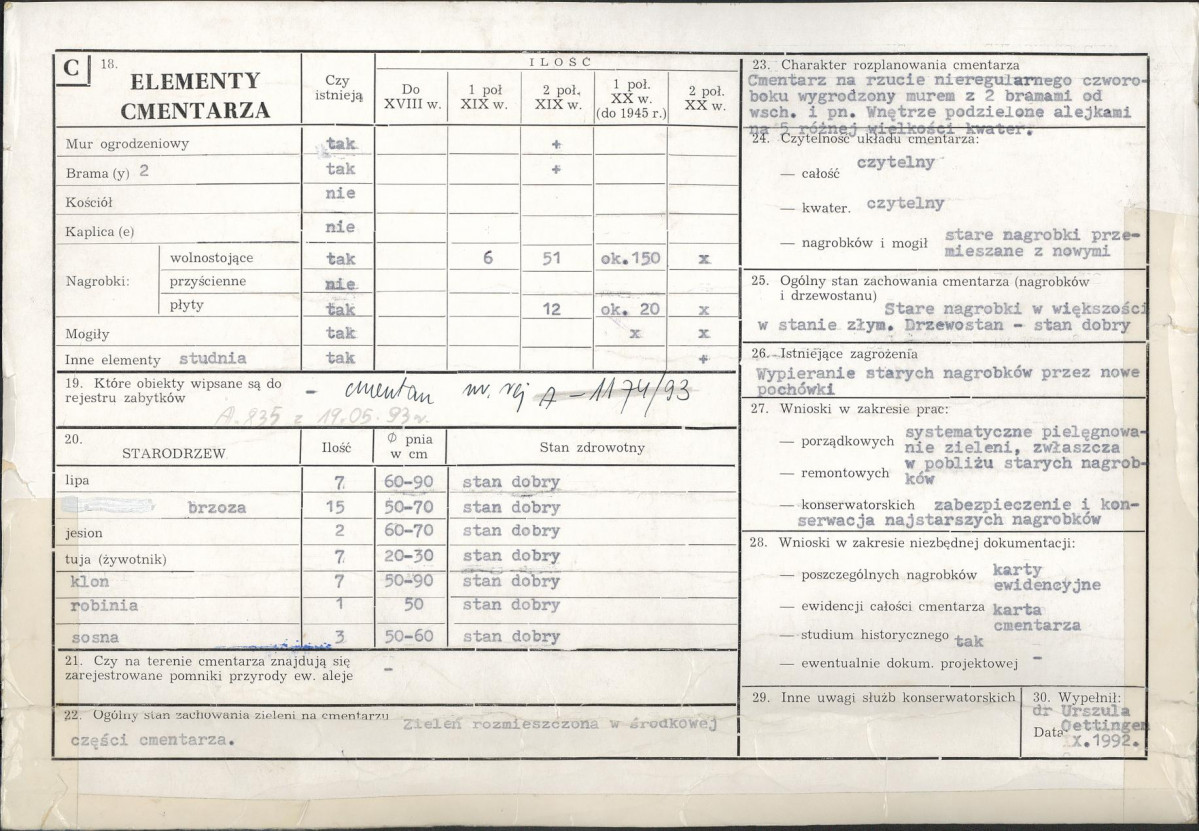 C 18. ELEMENTY CMENTARZA
Czy istnieją
ILOŚĆ
Do XVIII w.
1 poł XIX w.
2 poł. XIX w.
1 poł. XX w. (do 1945 r.)
2 poł. XX w.
Mur ogrodzeniowy tak +
Brama (y) 2 tak +
Kościół nie
Kaplica (e) nie
Nagrobki:
wolnostojące tak 6 51 ok.150 x
przyścienne nie
płyty tak 12 ok. 20 x
Mogiły tak x x
Inne elementy studnia tak +
19. Które obiekty wipsane są do
rejestru zabytków
– cmentarz nr. rej A – 1174/93
A.835 z 19.05.93r.
20. STARODRZEW Ilość Φ pnia w cm Stan zdrowotny
lipa 7 60-90 stan dobry
brzoza 15 50-70 stan dobry
jesion 2 60-70 stan dobry
tuja (żywotnik) 7 20-30 stan dobry
klon 7 50-90 stan dobry
robinia 1 50 stan dobry
sosna 3 50-60 stan dobry
21. Czy na terenie cmentarza znajdują się
zarejestrowane pomniki przyrody ew. aleje –
22. Ogólny stan zachowania zieleni na cmentarzu Zieleń rozmieszczona w środkowej
części cmentarza.
23. Charakter rozplanowania cmentarza
Cmentarz na rzucie nieregularnego czworo-
boku wygrodzony murem z 2 bramami od
wsch. i pn. Wnętrze podzielone alejkami
na 5 różnej wielkości kwater.
24. Czytelność układu cmentarza:
— całość czytelny
— kwater. czytelny
— nagrobków i mogił stare nagrobki prze-
mieszane z nowymi
25. Ogólny stan zachowania cmentarza (nagrobków
i drzewostanu)
Stare nagrobki w większości
w stanie złym. Drzewostan - stan dobry
26. Istniejące zagrożenia
Wypieranie starych nagrobków przez nowe
pochówki
27. Wnioski w zakresie prac:
— porządkowych systematyczne pielęgnowa-
nie zieleni, zwłaszcza
— remontowych w pobliżu starych nagrob-
ków
— konserwatorskich zabezpieczenie i kon-
serwacja najstarszych nagrobków
28. Wnioski w zakresie niezbędnej dokumentacji:
— poszczególnych nagrobków karty
ewidencyjne
— ewidencji całości cmentarza karta
cmentarza
— studium historycznego tak
— ewentualnie dokum. projektowej –
29. Inne uwagi służb konserwatorskich
30. Wypełnił:
dr Urszula
Oettingen
Data IX.1992.